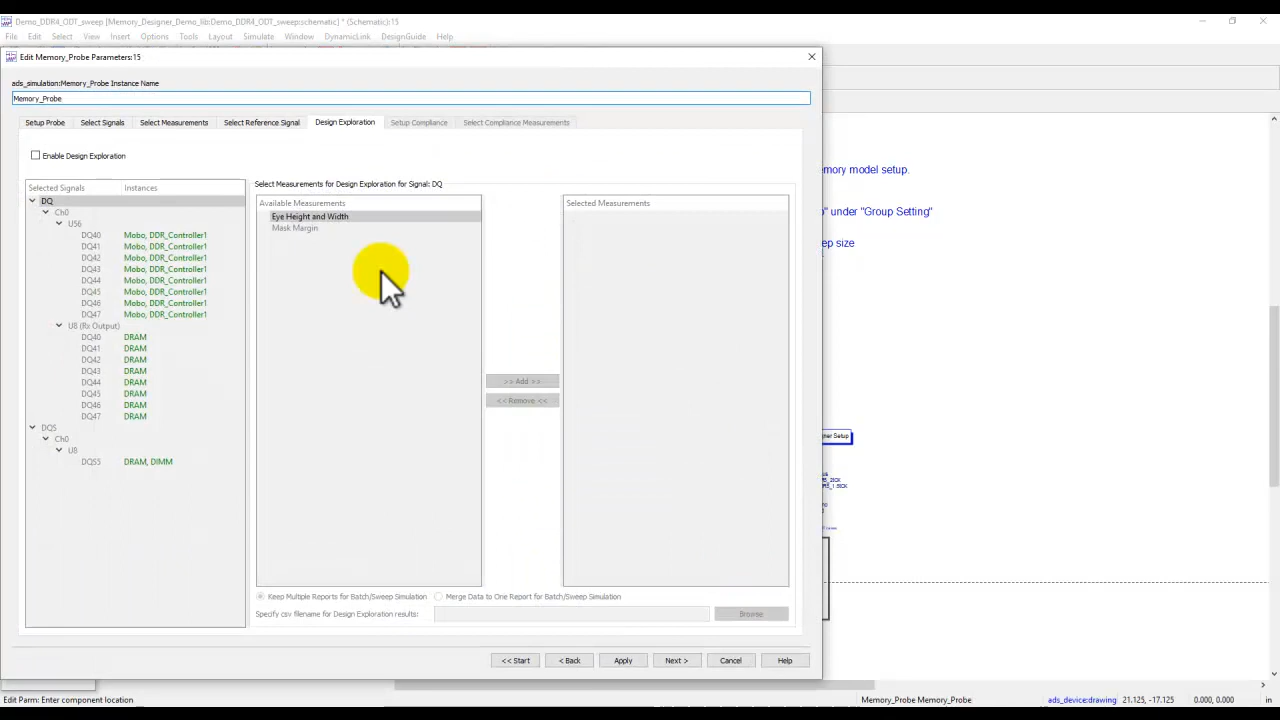 Demo_DDR4_ODT_sweep [Memory_Designer_Demo_lib:Demo_DDR4_ODT_sweep:schematic] * (Schematic):15
File Edit Select View Insert Options Tools Layout Simulate Window DynamicLink DesignGuide Help
Edit Memory_Probe Parameters:15
ads_simulation:Memory_Probe Instance Name
Memory_Probe
Setup Probe Select Signals Select Measurements Select Reference Signal Design Exploration Setup Compliance Select Compliance Measurements
Enable Design Exploration
Selected Signals Instances
DQ
Ch0
U56
DQ40 Mobo, DDR_Controller1
DQ41 Mobo, DDR_Controller1
DQ42 Mobo, DDR_Controller1
DQ43 Mobo, DDR_Controller1
DQ44 Mobo, DDR_Controller1
DQ45 Mobo, DDR_Controller1
DQ46 Mobo, DDR_Controller1
DQ47 Mobo, DDR_Controller1
U8 (Rx Output)
DQ40 DRAM
DQ41 DRAM
DQ42 DRAM
DQ43 DRAM
DQ44 DRAM
DQ45 DRAM
DQ46 DRAM
DQ47 DRAM
DQS
Ch0
U8
DQS5 DRAM, DIMM
Select Measurements for Design Exploration for Signal: DQ
Available Measurements
Eye Height and Width
Mask Margin
>> Add >>
<< Remove <<
Selected Measurements
Keep Multiple Reports for Batch/Sweep Simulation Merge Data to One Report for Batch/Sweep Simulation
Specify csv filename for Design Exploration results: Browse
<< Start < Back Apply Next > Cancel Help
emory model setup.
" under "Group Setting"
ep size
ner Setup
Edit Parm: Enter component location Memory_Probe Memory_Probe ads_device:drawing 21.125, -17.125 0.000, 0.000 in